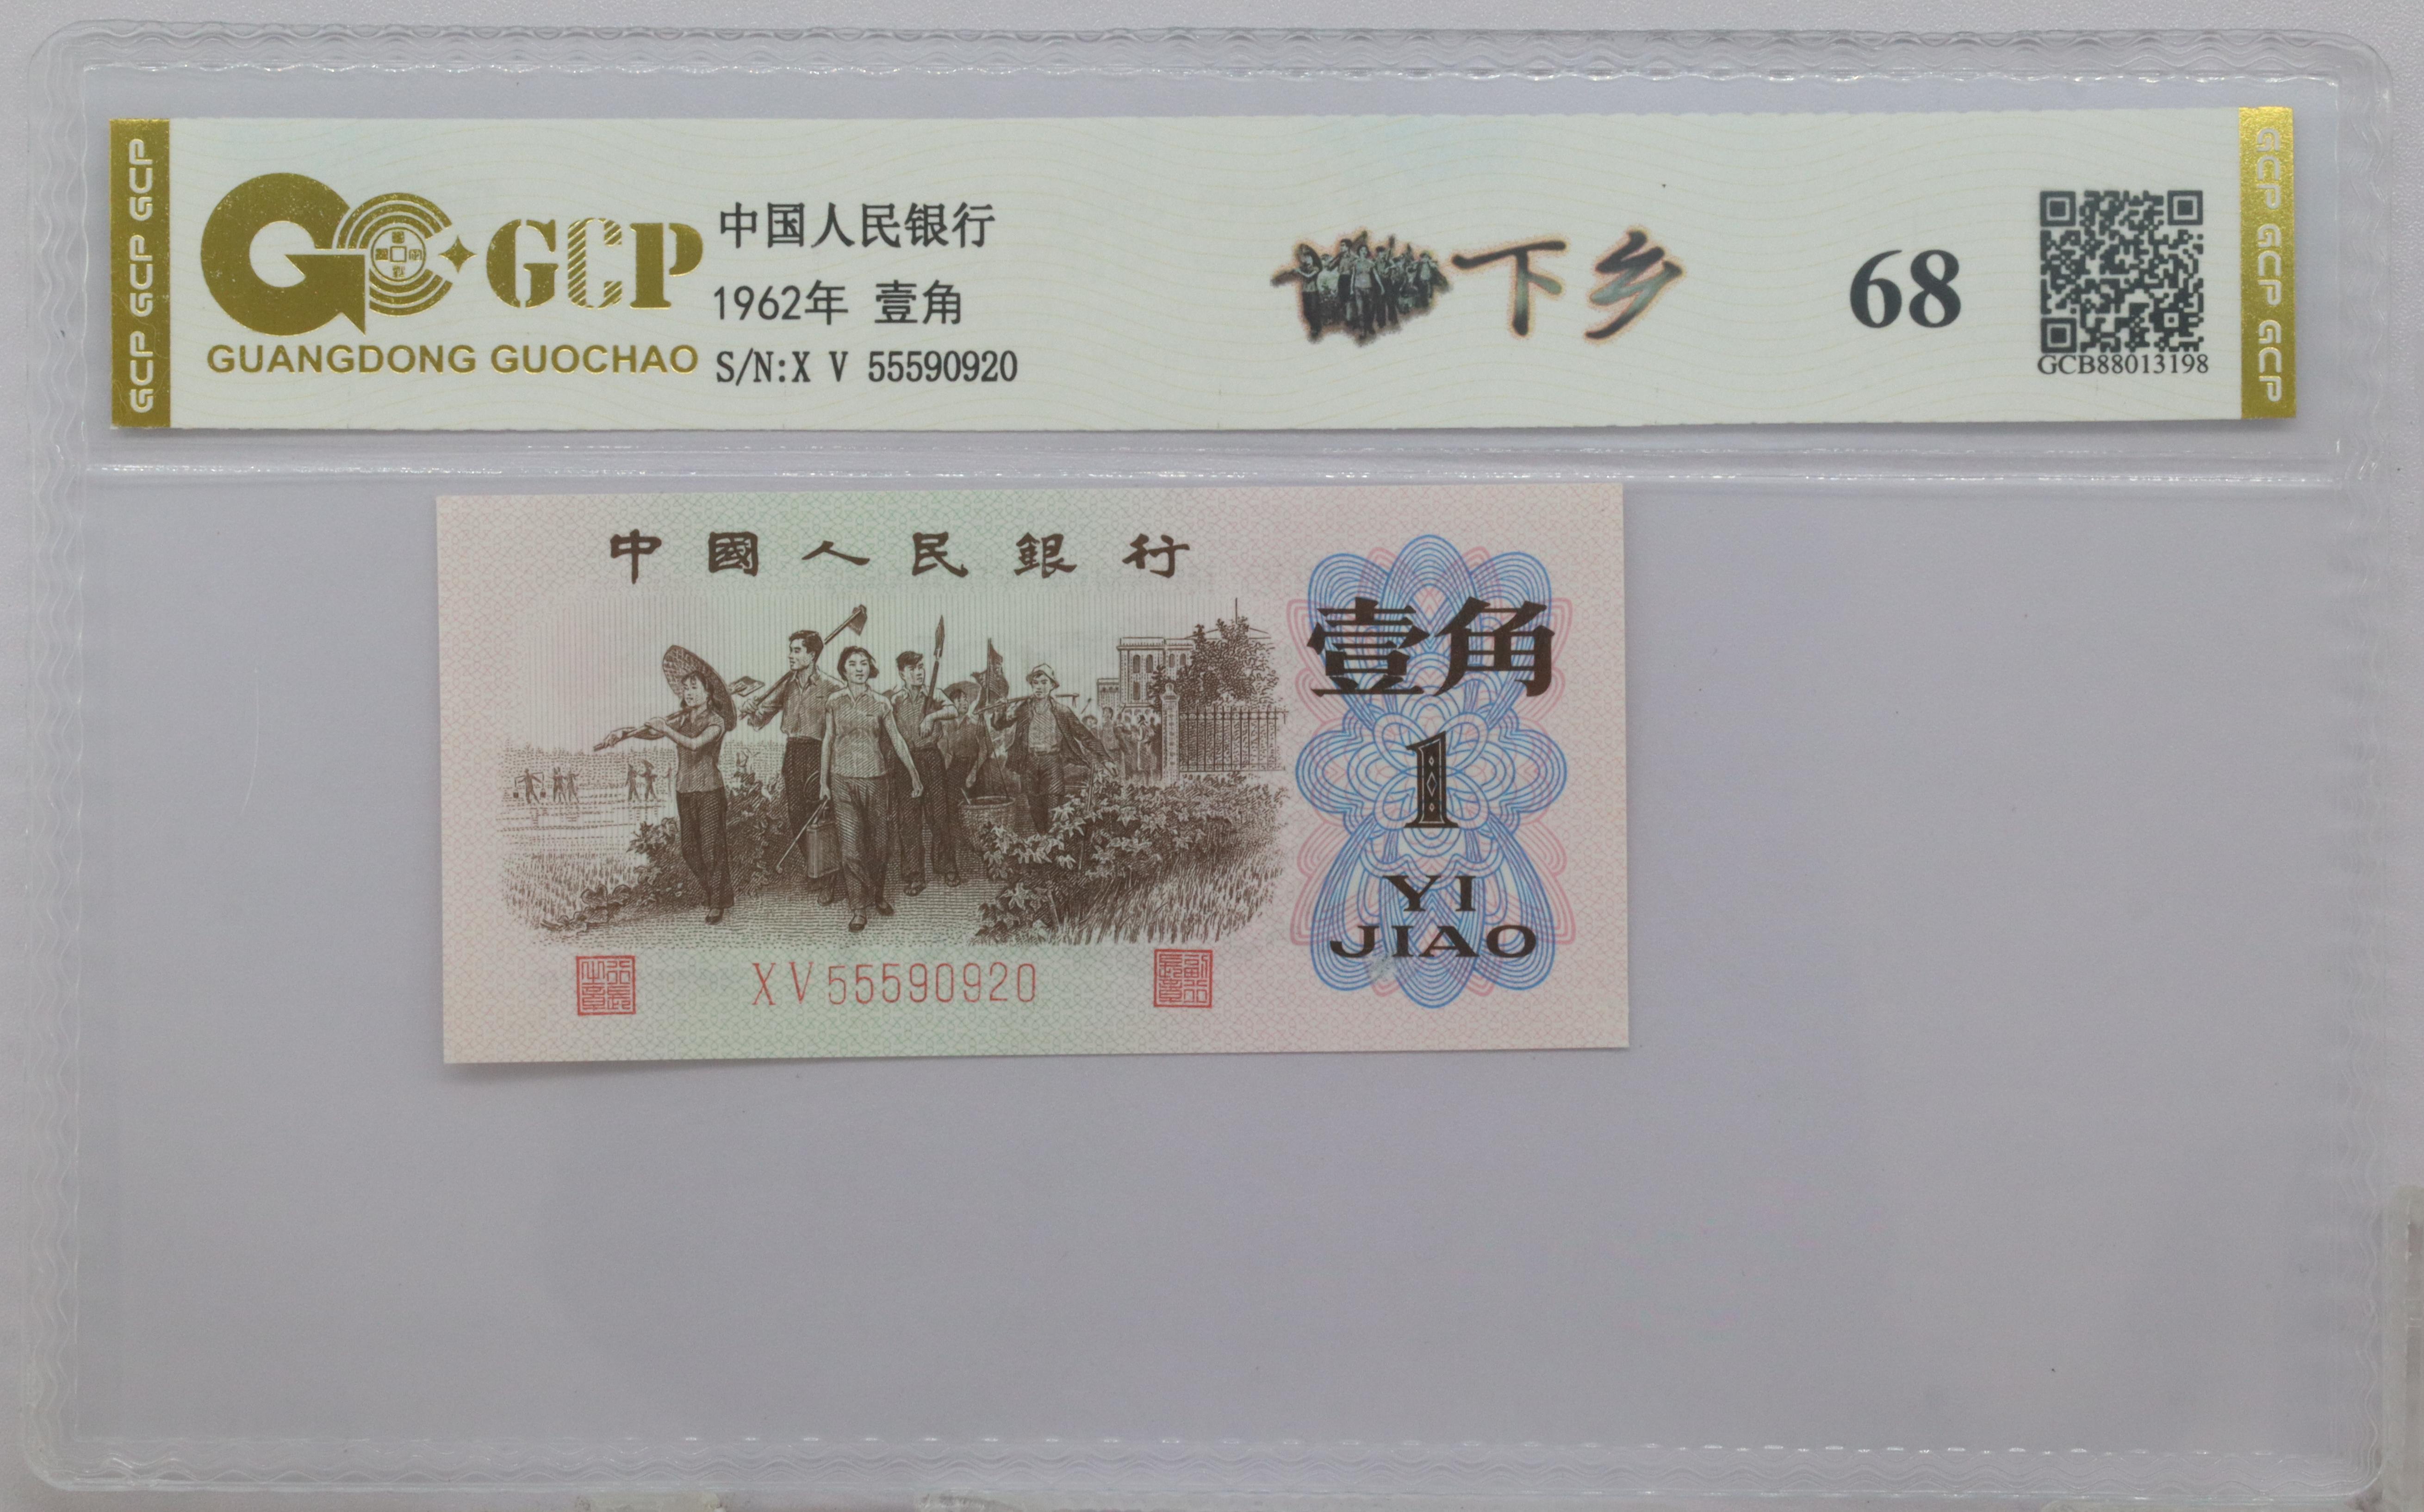 GCP GCP GCP
GCP
GUANGDONG GUOCHAO
中国人民银行
1962年 壹角
S/N:X V 55590920
下乡
68
GCB88013198
GCP GCP GCP
中國人民銀行
壹角
1
YI
JIAO
XV55590920